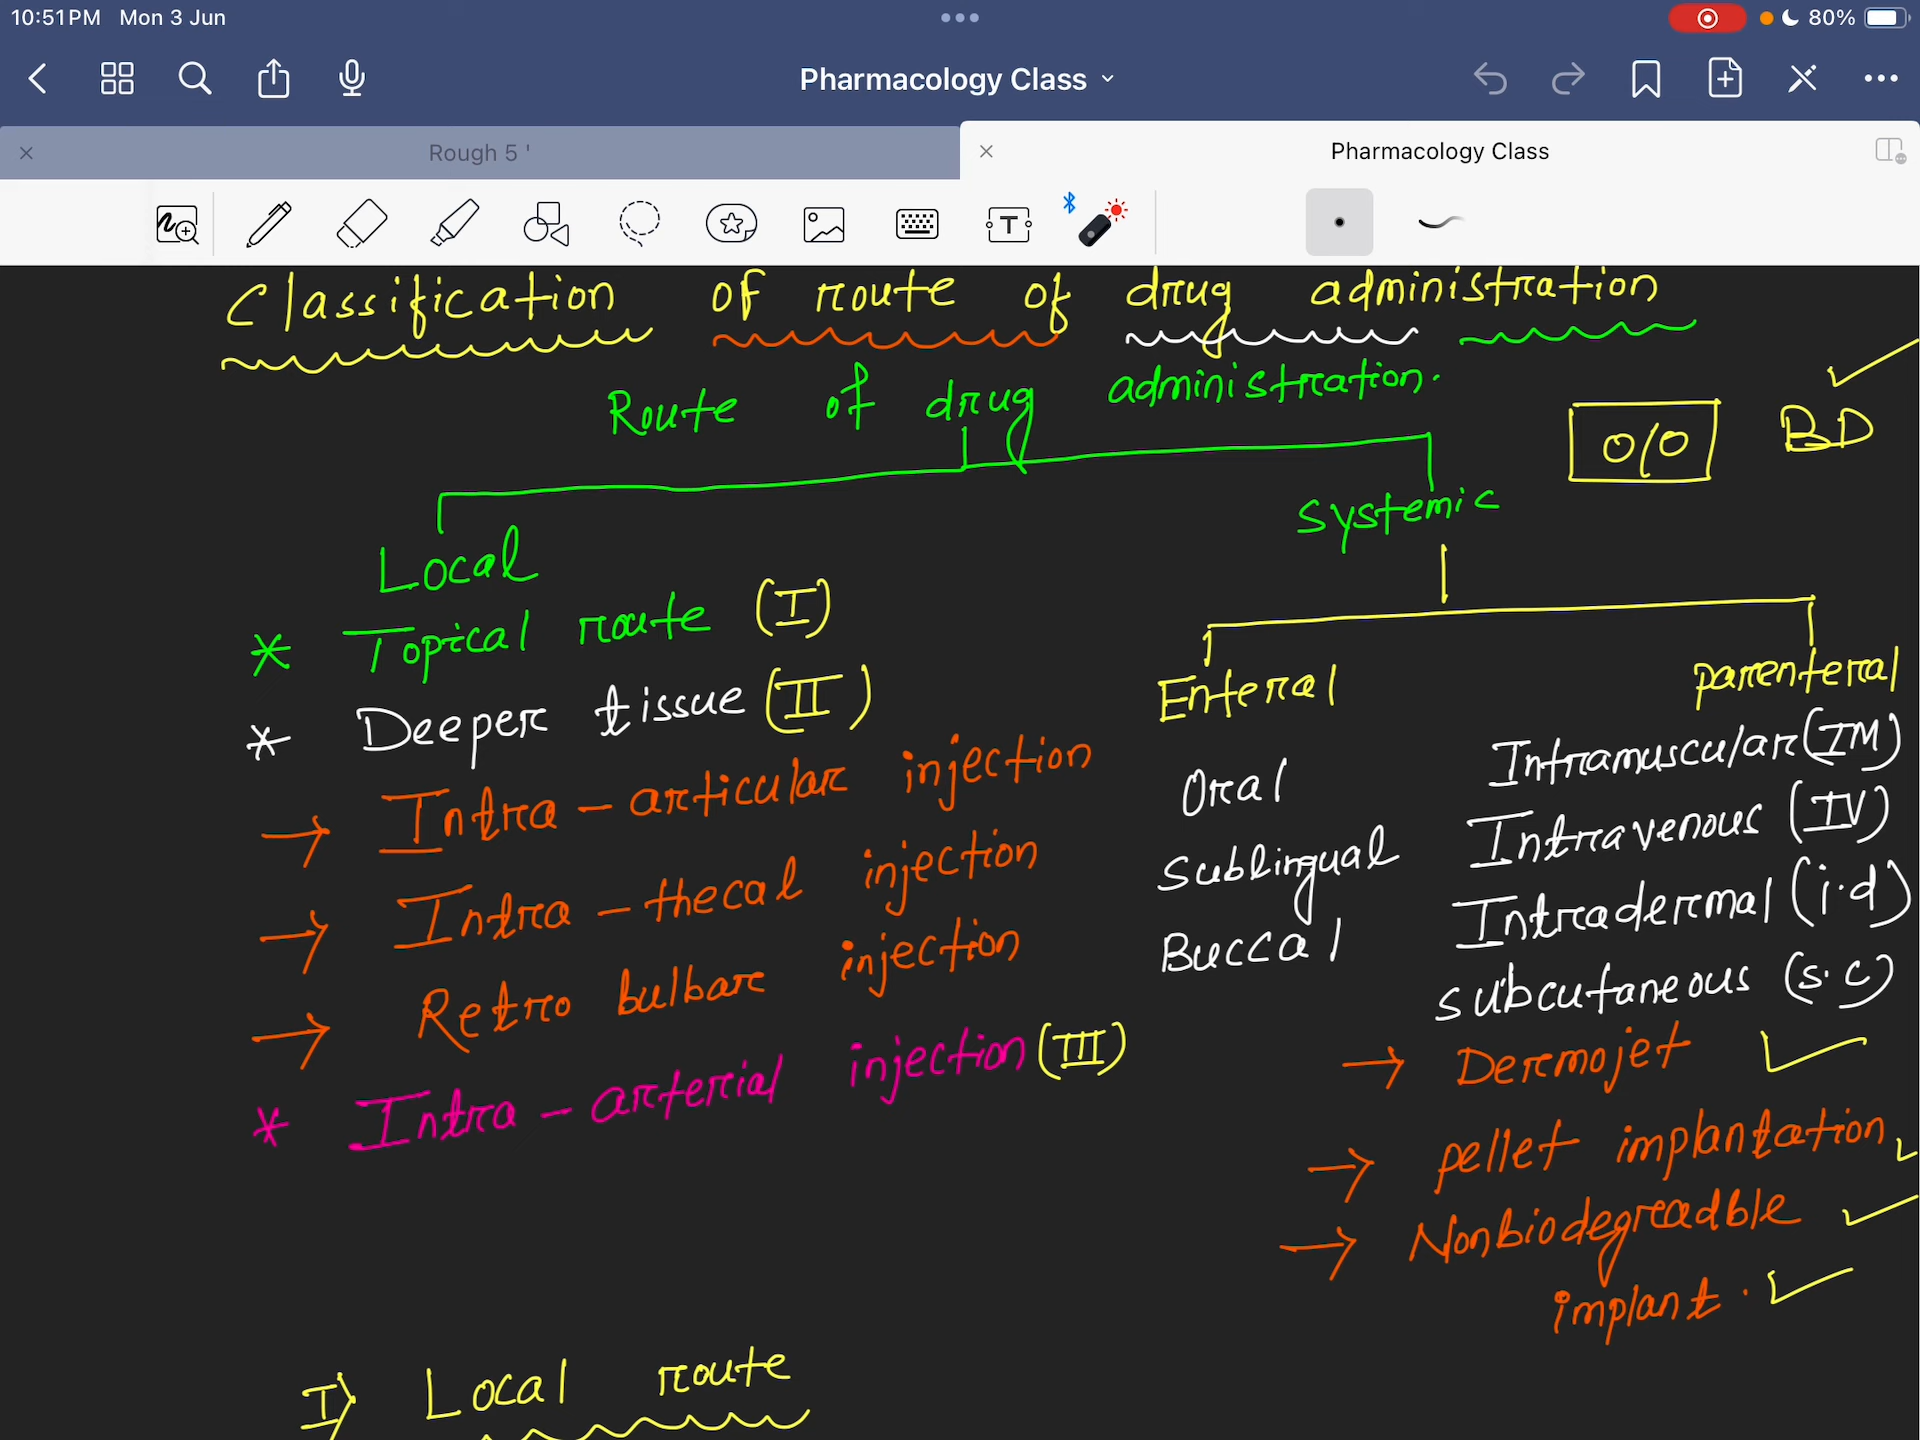 10:51PM Mon 3 Jun
80%
Pharmacology Class
Rough 5 '
Pharmacology Class
T
Classification of route of drug administration
Route of drug administration.
0/0 BD
Local
Systemic
* Topical route (I)
* Deeper tissue (II)
→ Intra - articular injection
→ Intra - thecal injection
→ Retro bulbar injection
* Intra - arterial injection (III)
Enteral
Oral
Sublingual
Buccal
parenteral
Intramuscular (IM)
Intravenous (IV)
Intradermal (i.d)
subcutaneous (s.c)
→ Dermojet
→ pellet implantation
→ Nonbiodegreadble
implant.
I) Local route